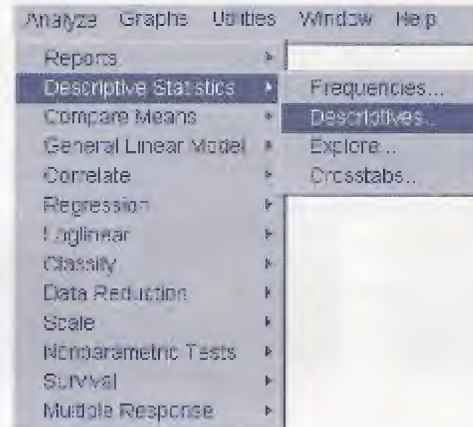 Analyze Graphs Utilities Window Help
Reports
Descriptive Statistics
Compare Means
General Linear Model
Correlate
Regression
Loglinear
Classify
Data Reduction
Scale
Nonparametric Tests
Survival
Multiple Response
Frequencies...
Descriptives...
Explore...
Crosstabs...